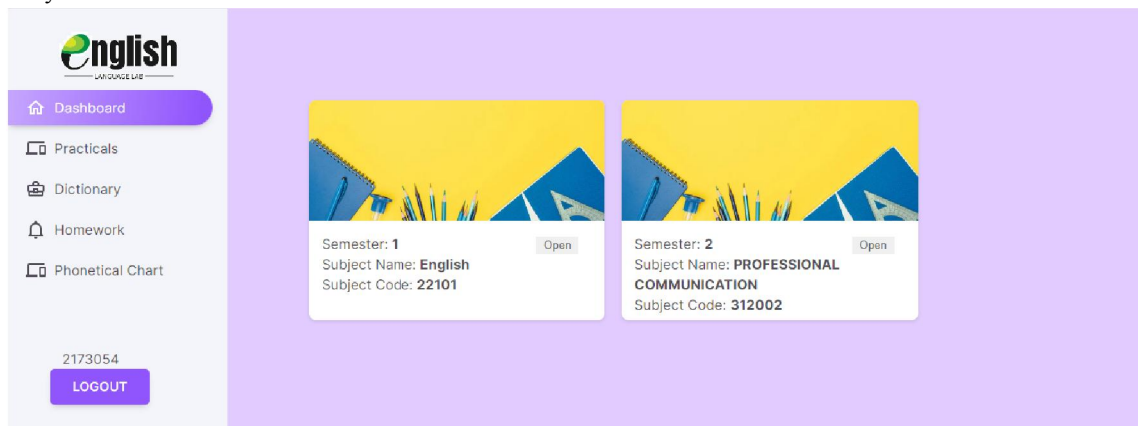 English
LANGUAGE LAB
Dashboard
Practicals
Dictionary
Homework
Phonetical Chart
2173054
LOGOUT
Semester: 1
Open
Subject Name: English
Subject Code: 22101
Semester: 2
Open
Subject Name: PROFESSIONAL
COMMUNICATION
Subject Code: 312002